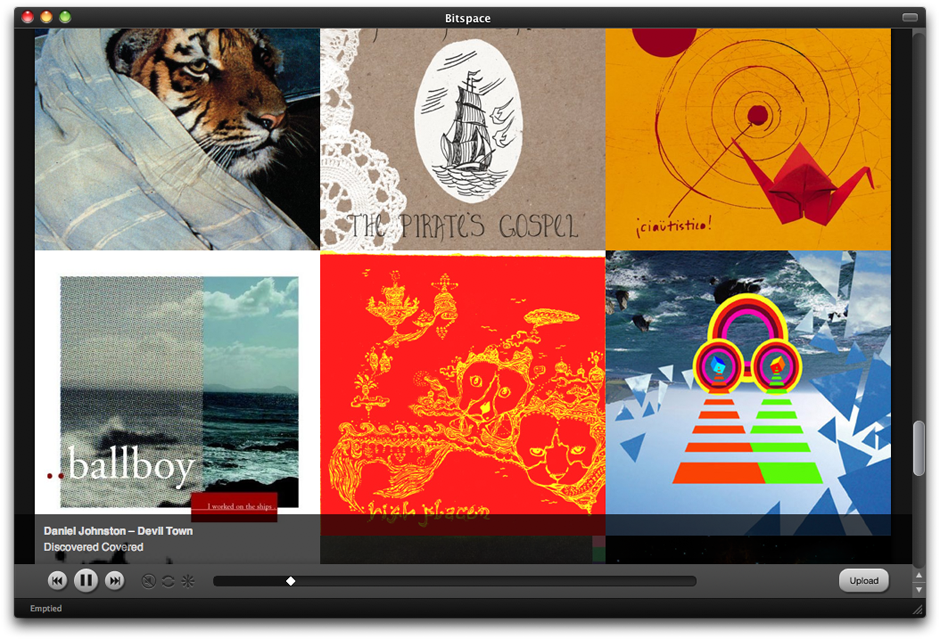 Bitspace
THE PIRATE'S GOSPEL
¡ciaütistico!
..ballboy
I worked on the ships
high places
Daniel Johnston – Devil Town
Discovered Covered
Upload
Emptied